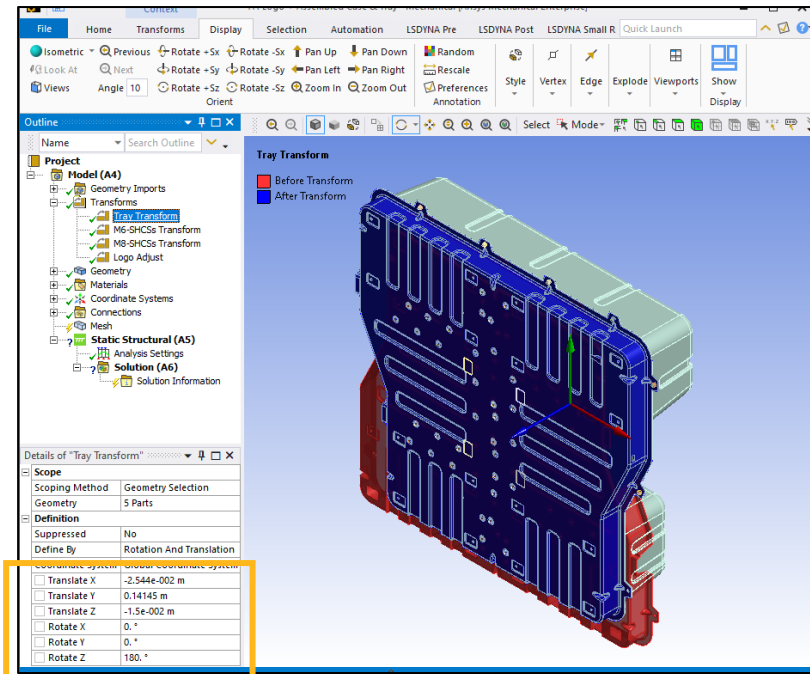 Context
File Home Transforms Display Selection Automation LSDYNA Pre LSDYNA Post LSDYNA Small R Quick Launch
Isometric Previous Rotate +Sx Rotate -Sx Pan Up Pan Down Random
Look At Next Rotate +Sy Rotate -Sy Pan Left Pan Right Rescale
Views Angle 10 Rotate +Sz Rotate -Sz Zoom In Zoom Out Preferences
Style Vertex Edge Explode Viewports Show
Orient Annotation Display
Outline
Name Search Outline
Select Mode
Project
Model (A4)
Geometry Imports
Transforms
Tray Transform
M6-SHCSs Transform
M8-SHCSs Transform
Logo Adjust
Geometry
Materials
Coordinate Systems
Connections
Mesh
Static Structural (A5)
Analysis Settings
Solution (A6)
Solution Information
Tray Transform
Before Transform
After Transform
Details of "Tray Transform"
Scope
Scoping Method Geometry Selection
Geometry 5 Parts
Definition
Suppressed No
Define By Rotation And Translation
Coordinate System Global Coordinate System
Translate X -2.544e-002 m
Translate Y 0.14145 m
Translate Z -1.5e-002 m
Rotate X 0. °
Rotate Y 0. °
Rotate Z 180. °